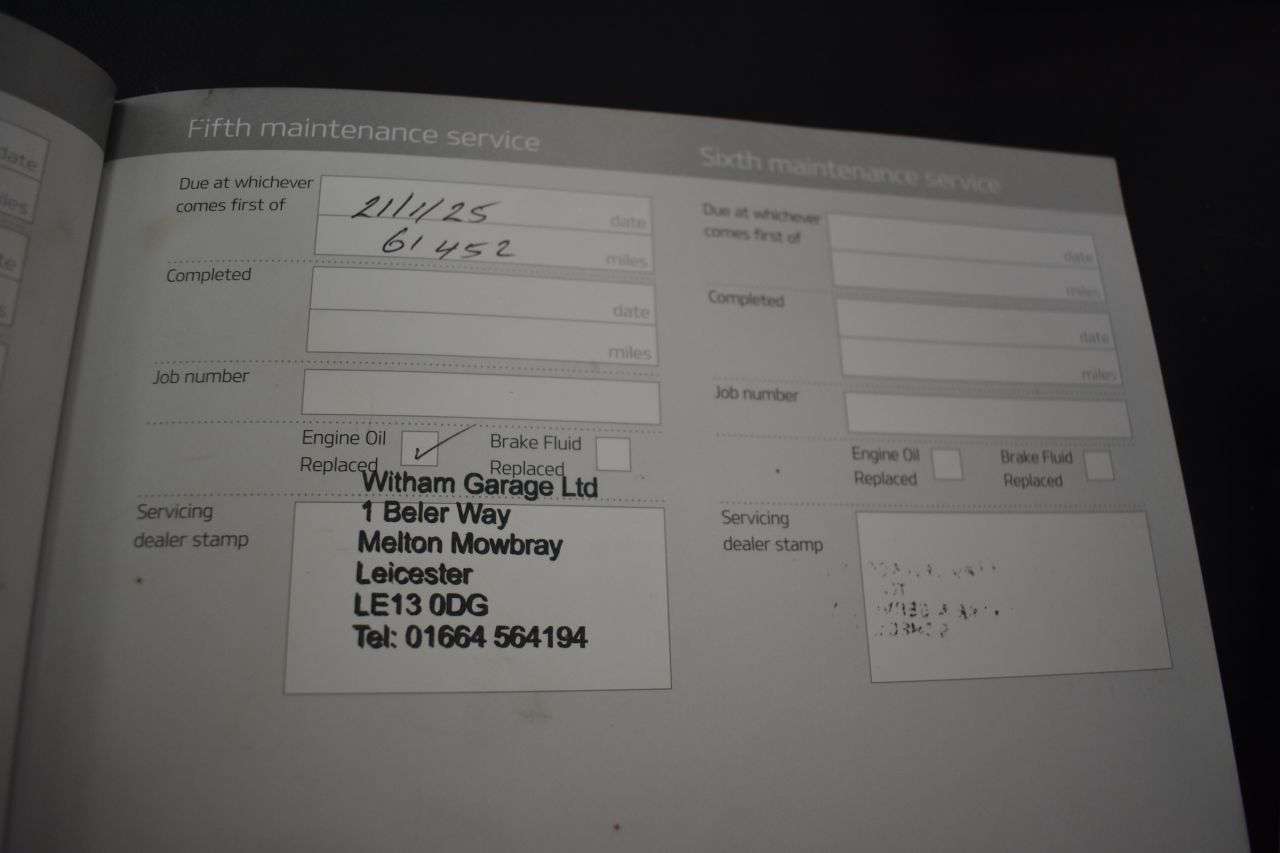 Fifth maintenance service
Due at whichever
comes first of
21/1/25
date
61 452
miles
Completed
date
miles
Job number
Engine Oil
Replaced
Brake Fluid
Replaced
Servicing
dealer stamp
Witham Garage Ltd
1 Beler Way
Melton Mowbray
Leicester
LE13 0DG
Tel: 01664 564194
Sixth maintenance service
Due at whichever
comes first of
date
miles
Completed
date
miles
Job number
Engine Oil
Replaced
Brake Fluid
Replaced
Servicing
dealer stamp
date